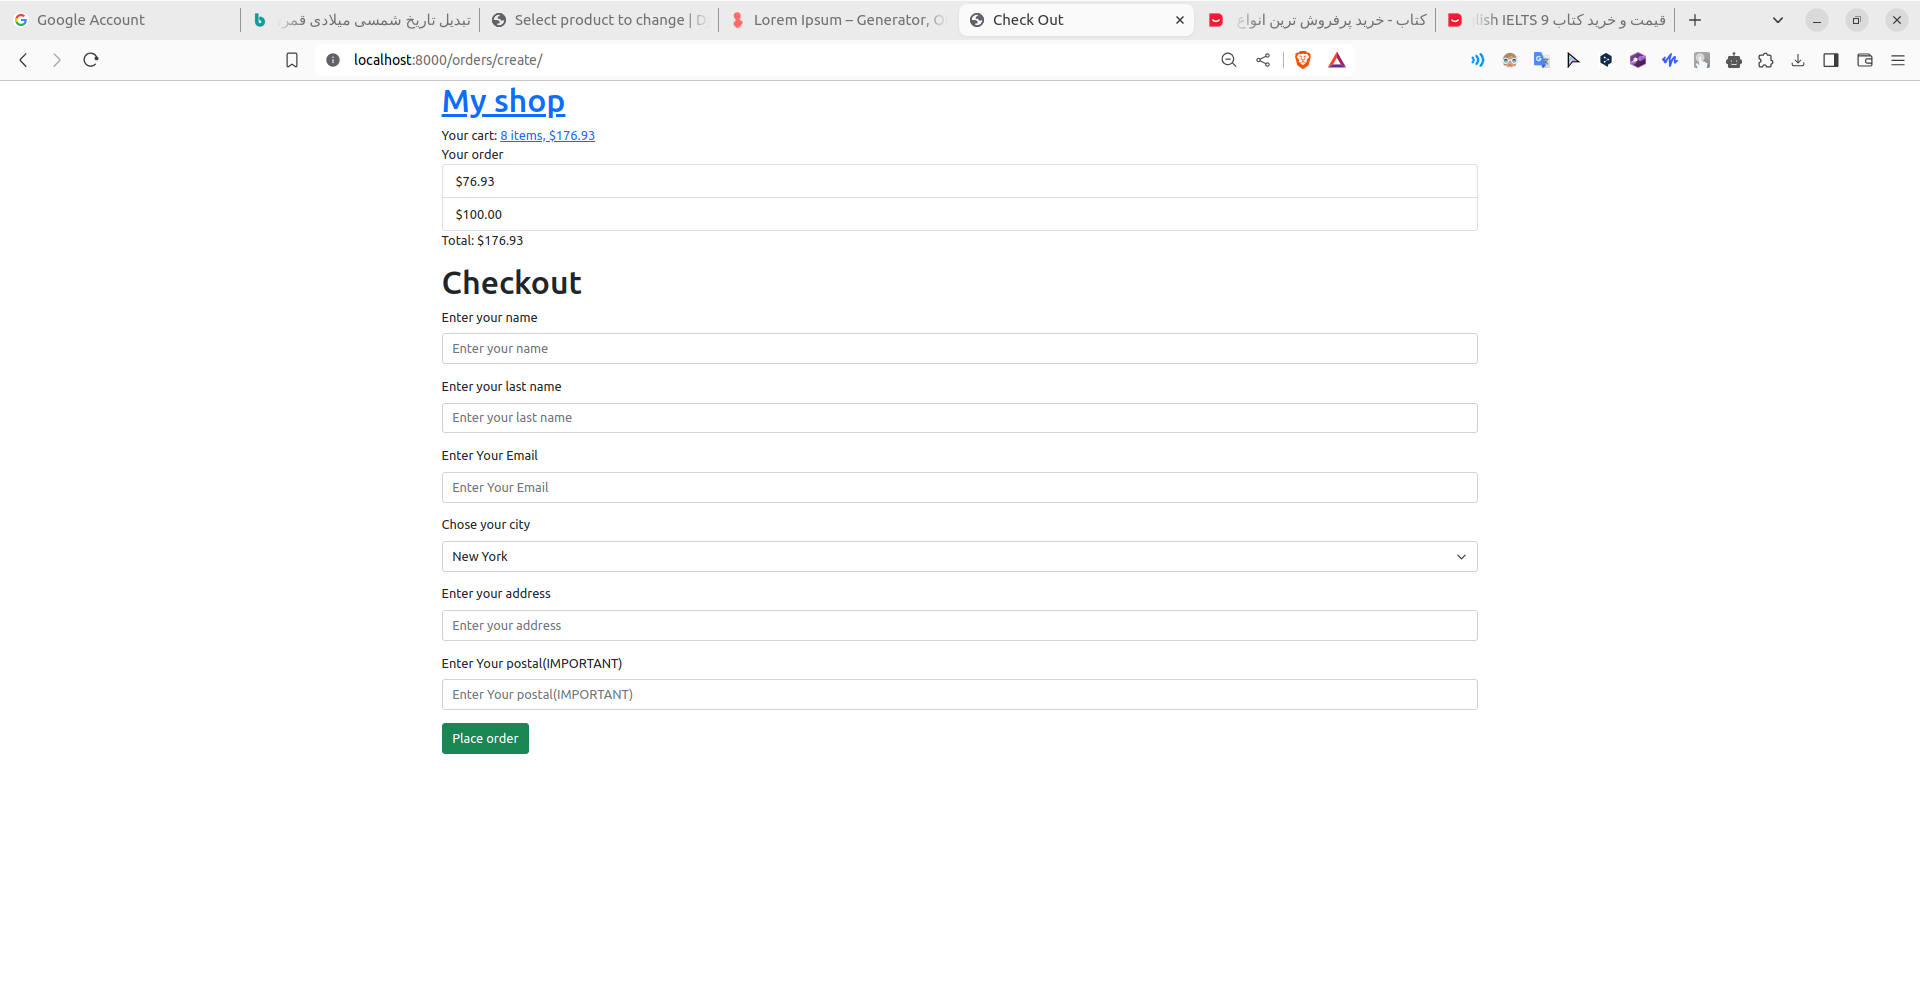 Google Account
تبدیل تاریخ شمسی میلادی قمر
Select product to change | D
Lorem Ipsum – Generator, O
Check Out
کتاب - خرید پرفروش ترین انواع
قیمت و خرید کتاب lish IELTS 9
localhost:8000/orders/create/
My shop
Your cart: 8 items, $176.93
Your order
$76.93
$100.00
Total: $176.93
Checkout
Enter your name
Enter your name
Enter your last name
Enter your last name
Enter Your Email
Enter Your Email
Chose your city
New York
Enter your address
Enter your address
Enter Your postal(IMPORTANT)
Enter Your postal(IMPORTANT)
Place order